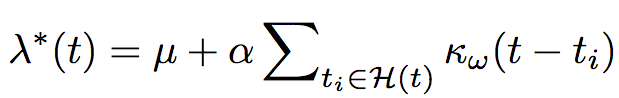 λ*(t) = μ + α ∑_{t_i∈ℋ(t)} κ_ω(t − t_i)